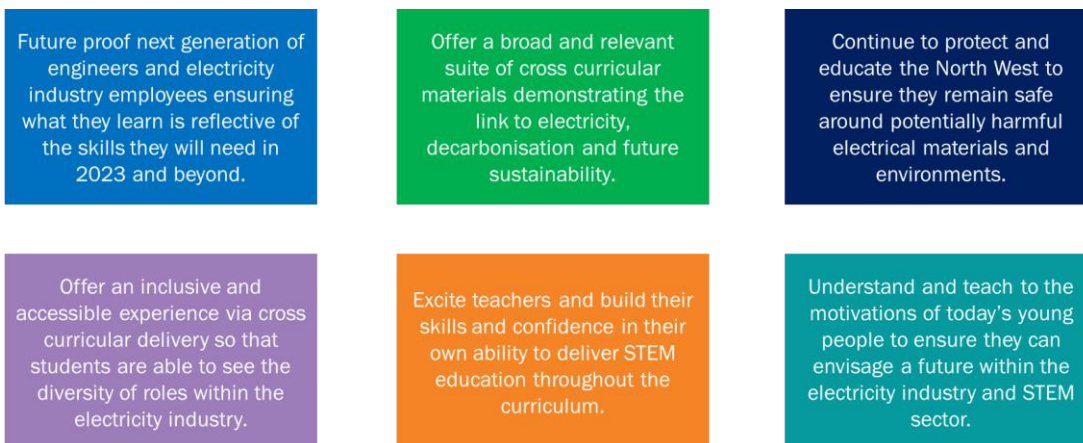 Future proof next generation of
engineers and electricity
industry employees ensuring
what they learn is reflective of
the skills they will need in
2023 and beyond.
Offer a broad and relevant
suite of cross curricular
materials demonstrating the
link to electricity,
decarbonisation and future
sustainability.
Continue to protect and
educate the North West to
ensure they remain safe
around potentially harmful
electrical materials and
environments.
Offer an inclusive and
accessible experience via cross
curricular delivery so that
students are able to see the
diversity of roles within the
electricity industry.
Excite teachers and build their
skills and confidence in their
own ability to deliver STEM
education throughout the
curriculum.
Understand and teach to the
motivations of today’s young
people to ensure they can
envisage a future within the
electricity industry and STEM
sector.